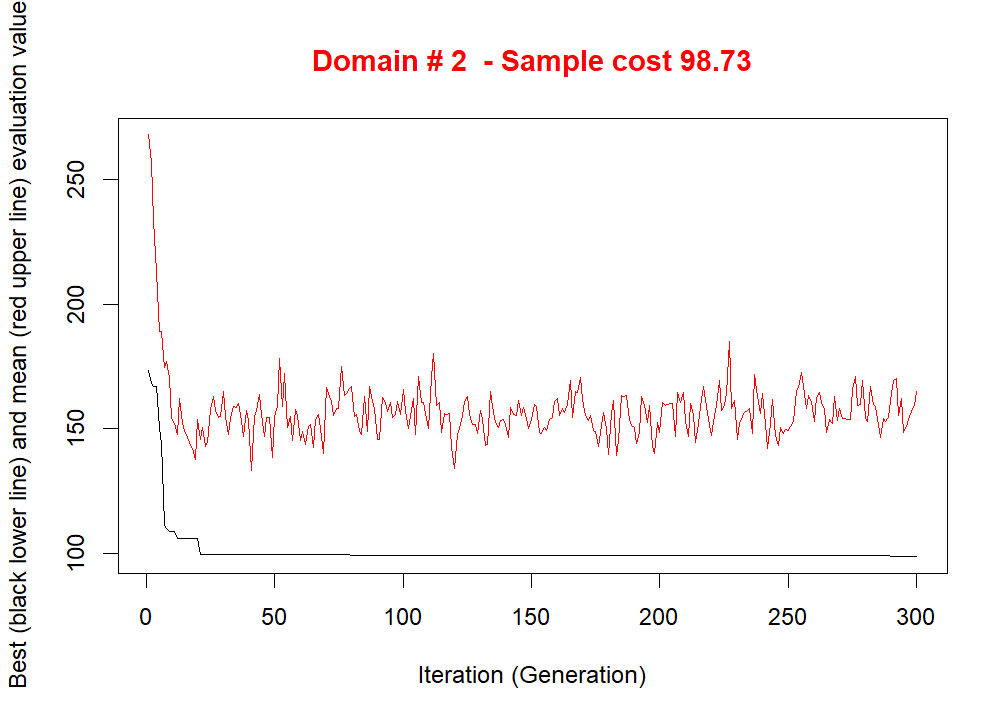 Domain # 2  - Sample cost 98.73
Best (black lower line) and mean (red upper line) evaluation value
250
200
150
100
0 50 100 150 200 250 300
Iteration (Generation)